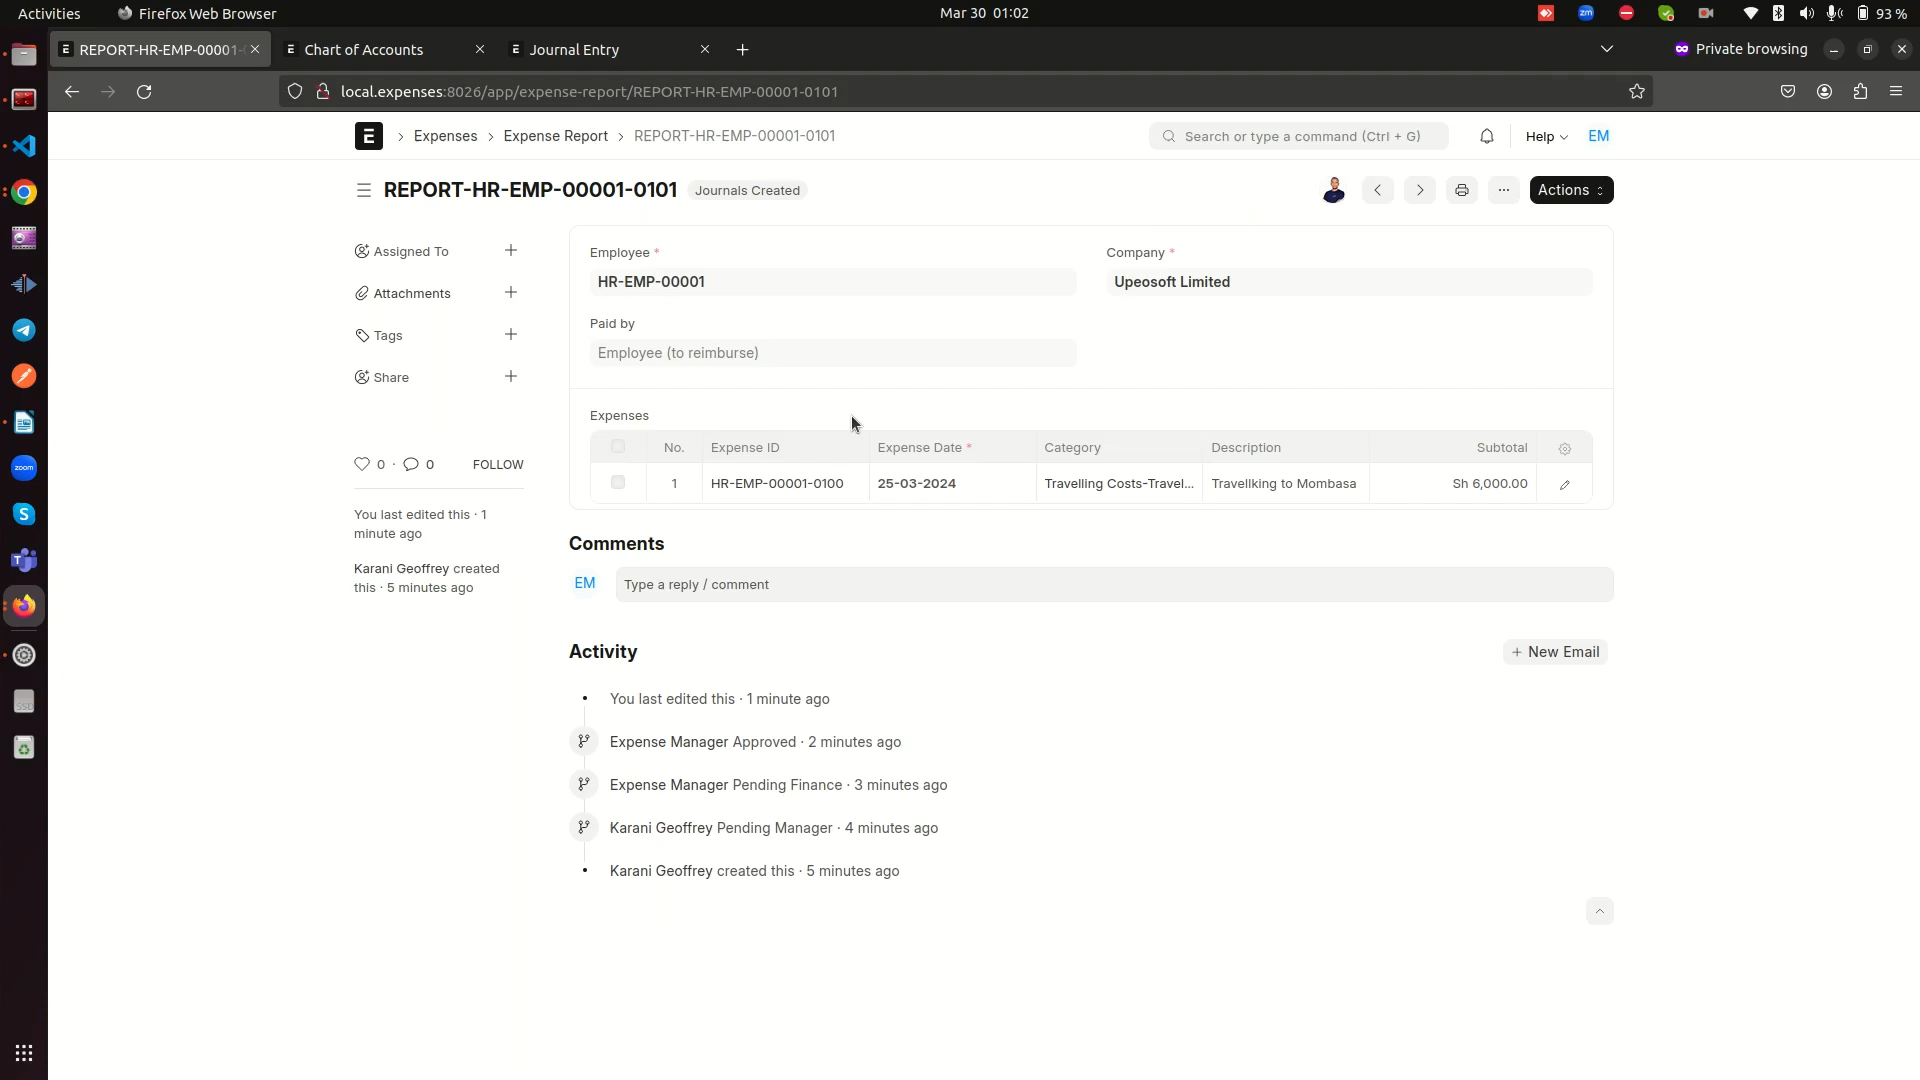 Activities
Firefox Web Browser
Mar 30 01:02
zm
93 %
E REPORT-HR-EMP-00001-
E Chart of Accounts
E Journal Entry
Private browsing
local.expenses:8026/app/expense-report/REPORT-HR-EMP-00001-0101
E
Expenses
Expense Report
REPORT-HR-EMP-00001-0101
Search or type a command (Ctrl + G)
Help
EM
REPORT-HR-EMP-00001-0101
Journals Created
Actions
Assigned To
Attachments
Tags
Share
0 · 0
FOLLOW
You last edited this · 1
minute ago
Karani Geoffrey created
this · 5 minutes ago
Employee *
HR-EMP-00001
Company *
Upeosoft Limited
Paid by
Employee (to reimburse)
Expenses
No. Expense ID Expense Date * Category Description Subtotal
1 HR-EMP-00001-0100 25-03-2024 Travelling Costs-Travel... Travellking to Mombasa Sh 6,000.00
Comments
EM
Type a reply / comment
Activity
+ New Email
You last edited this · 1 minute ago
Expense Manager Approved · 2 minutes ago
Expense Manager Pending Finance · 3 minutes ago
Karani Geoffrey Pending Manager · 4 minutes ago
Karani Geoffrey created this · 5 minutes ago
zoom
SSD